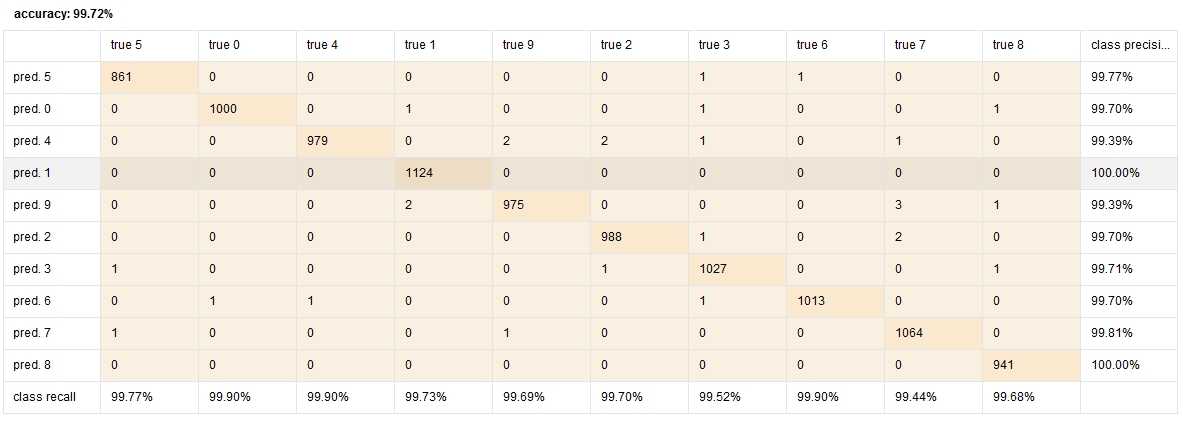 accuracy: 99.72%
true 5 true 0 true 4 true 1 true 9 true 2 true 3 true 6 true 7 true 8 class precisi...
pred. 5 861 0 0 0 0 0 1 1 0 0 99.77%
pred. 0 0 1000 0 1 0 0 1 0 0 1 99.70%
pred. 4 0 0 979 0 2 2 1 0 1 0 99.39%
pred. 1 0 0 0 1124 0 0 0 0 0 0 100.00%
pred. 9 0 0 0 2 975 0 0 0 3 1 99.39%
pred. 2 0 0 0 0 0 988 1 0 2 0 99.70%
pred. 3 1 0 0 0 0 1 1027 0 0 1 99.71%
pred. 6 0 1 1 0 0 0 1 1013 0 0 99.70%
pred. 7 1 0 0 0 1 0 0 0 1064 0 99.81%
pred. 8 0 0 0 0 0 0 0 0 0 941 100.00%
class recall 99.77% 99.90% 99.90% 99.73% 99.69% 99.70% 99.52% 99.90% 99.44% 99.68%